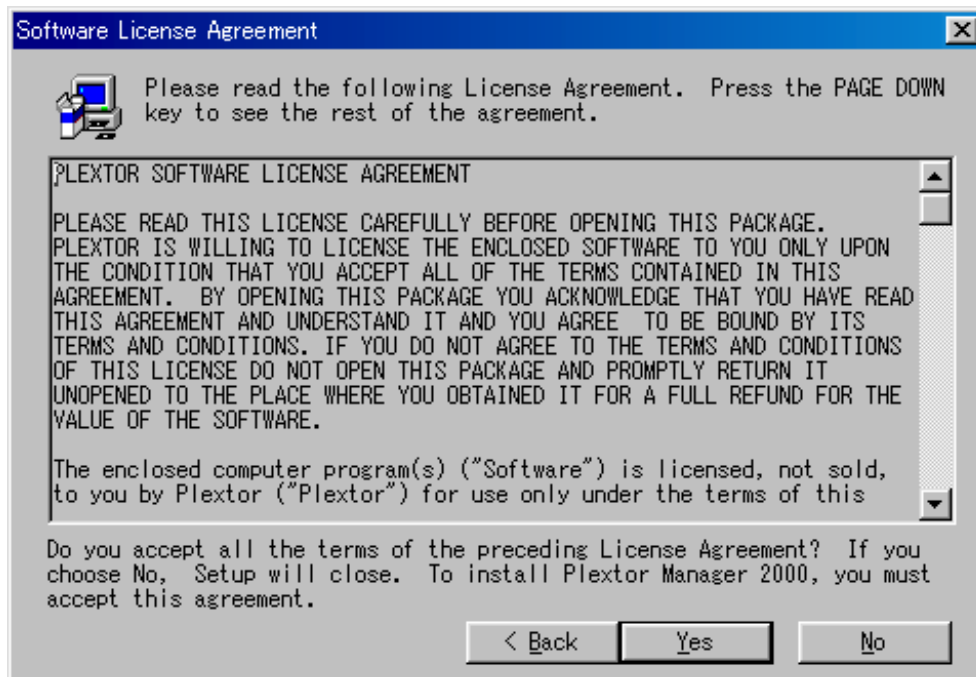 Software License Agreement
Please read the following License Agreement.  Press the PAGE DOWN
key to see the rest of the agreement.
PLEXTOR SOFTWARE LICENSE AGREEMENT
PLEASE READ THIS LICENSE CAREFULLY BEFORE OPENING THIS PACKAGE.
PLEXTOR IS WILLING TO LICENSE THE ENCLOSED SOFTWARE TO YOU ONLY UPON
THE CONDITION THAT YOU ACCEPT ALL OF THE TERMS CONTAINED IN THIS
AGREEMENT.  BY OPENING THIS PACKAGE YOU ACKNOWLEDGE THAT YOU HAVE READ
THIS AGREEMENT AND UNDERSTAND IT AND YOU AGREE  TO BE BOUND BY ITS
TERMS AND CONDITIONS. IF YOU DO NOT AGREE TO THE TERMS AND CONDITIONS
OF THIS LICENSE DO NOT OPEN THIS PACKAGE AND PROMPTLY RETURN IT
UNOPENED TO THE PLACE WHERE YOU OBTAINED IT FOR A FULL REFUND FOR THE
VALUE OF THE SOFTWARE.
The enclosed computer program(s) ("Software") is licensed, not sold,
to you by Plextor ("Plextor") for use only under the terms of this
Do you accept all the terms of the preceding License Agreement?  If you
choose No,  Setup will close.  To install Plextor Manager 2000, you must
accept this agreement.
< Back
Yes
No